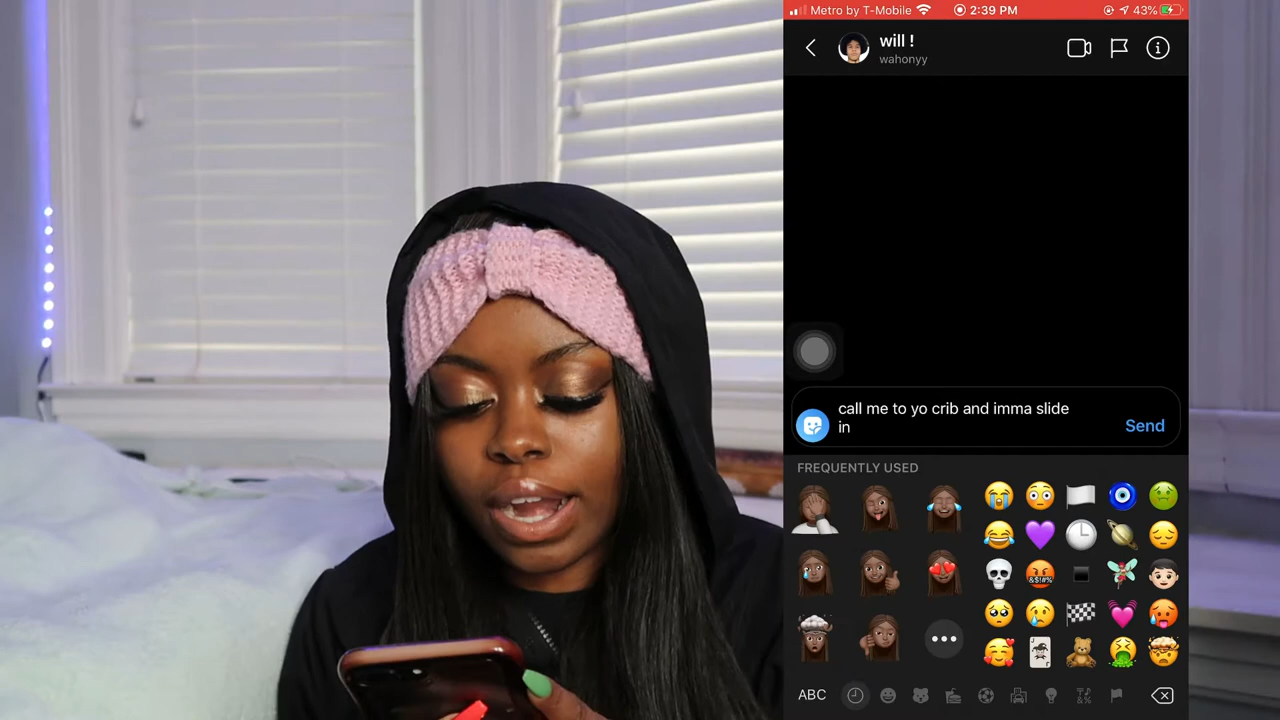 Metro by T-Mobile 2:39 PM 43%
will !
wahonyy
call me to yo crib and imma slide
in
Send
FREQUENTLY USED
&$!#%
ABC